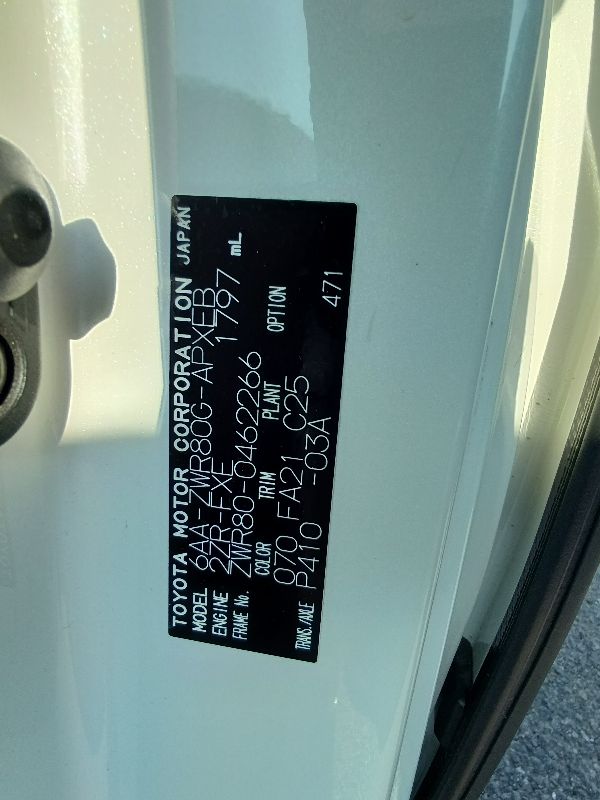 TOYOTA MOTOR CORPORATION JAPAN
MODEL 6AA-ZWR80G-APXEB
ENGINE 2ZR-FXE 1797 mL
FRAME No. ZWR80-0462266
COLOR TRIM PLANT OPTION
070 FA21 C25 471
TRANS./AXLE P410 -03A